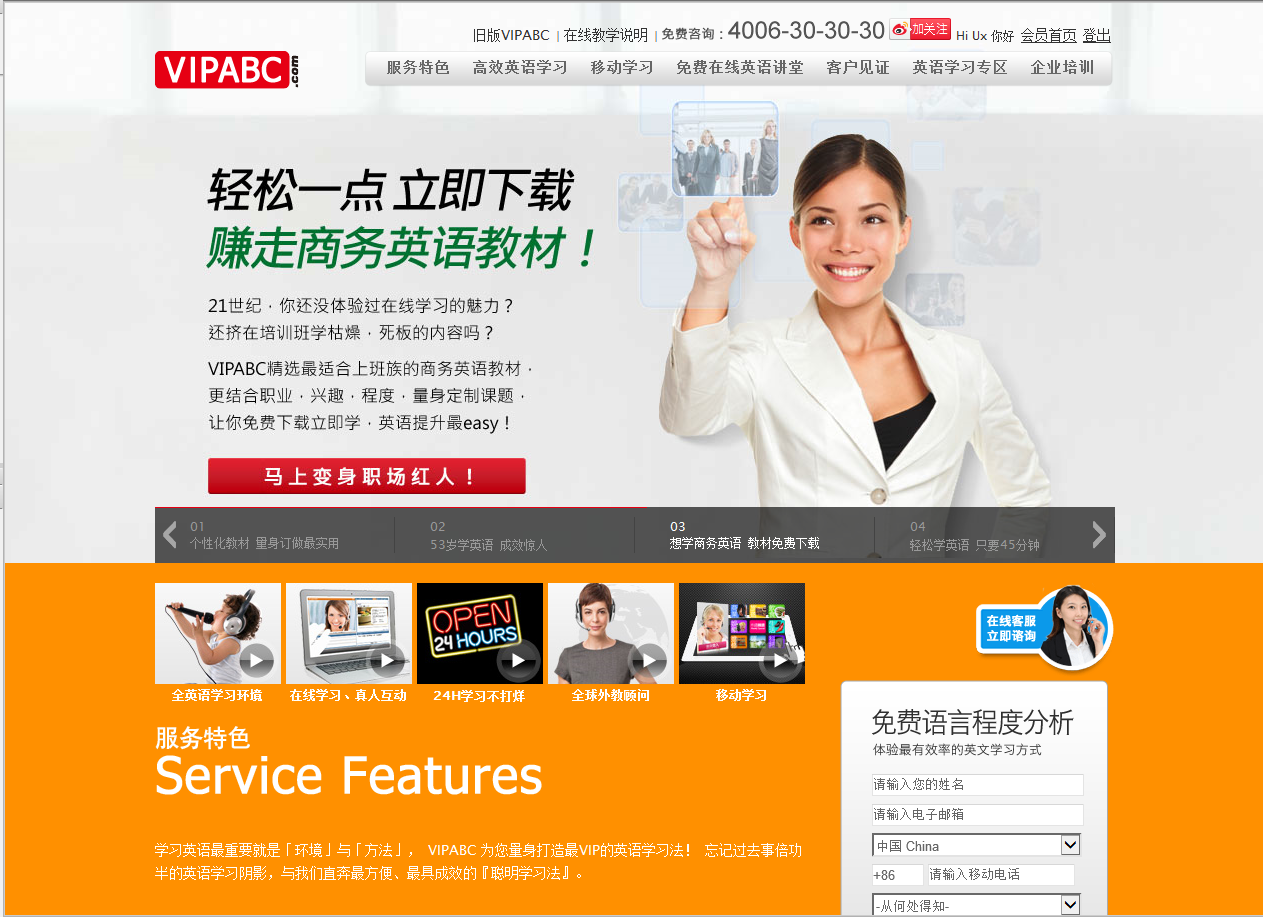 旧版VIPABC | 在线教学说明 | 免费咨询：4006-30-30-30 加关注 Hi Ux 你好 会员首页 登出
VIPABC.com
服务特色 高效英语学习 移动学习 免费在线英语讲堂 客户见证 英语学习专区 企业培训
轻松一点 立即下载
赚走商务英语教材！
21世纪，你还没体验过在线学习的魅力？
还挤在培训班学枯燥，死板的内容吗？
VIPABC精选最适合上班族的商务英语教材，
更结合职业，兴趣，程度，量身定制课题，
让你免费下载立即学，英语提升最easy！
马上变身职场红人！
01
个性化教材 量身订做最实用
02
53岁学英语 成效惊人
03
想学商务英语 教材免费下载
04
轻松学英语 只要45分钟
OPEN
24 HOURS
全英语学习环境
在线学习、真人互动
24H学习不打烊
全球外教顾问
移动学习
在线客服
立即谘询
服务特色
Service Features
学习英语最重要就是「环境」与「方法」， VIPABC 为您量身打造最VIP的英语学习法！ 忘记过去事倍功
半的英语学习阴影，与我们直奔最方便、最具成效的『聪明学习法』。
免费语言程度分析
体验最有效率的英文学习方式
请输入您的姓名
请输入电子邮箱
中国 China
+86 请输入移动电话
-从何处得知-